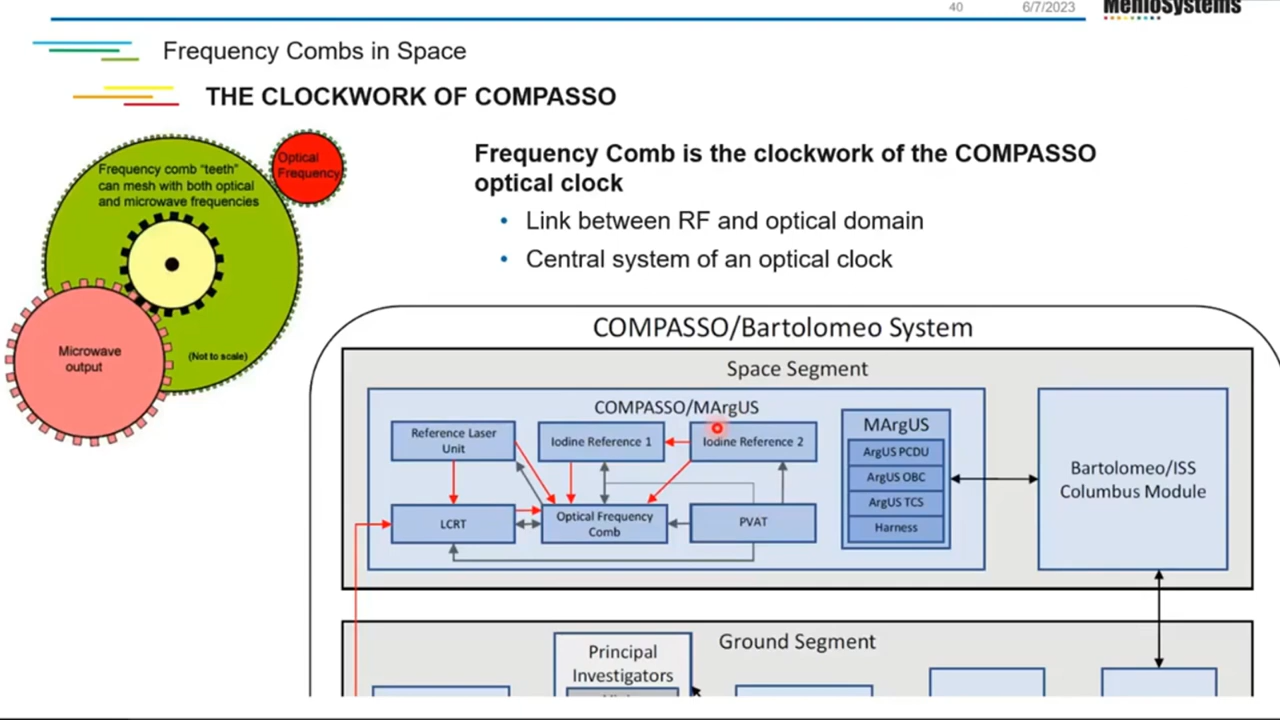 40
6/7/2023
MenloSystems
Frequency Combs in Space
THE CLOCKWORK OF COMPASSO
Frequency comb “teeth”
can mesh with both optical
and microwave frequencies
Optical
Frequency
Microwave
output
(Not to scale)
Frequency Comb is the clockwork of the COMPASSO
optical clock
• Link between RF and optical domain
• Central system of an optical clock
COMPASSO/Bartolomeo System
Space Segment
COMPASSO/MArgUS
Reference Laser
Unit
Iodine Reference 1
Iodine Reference 2
LCRT
Optical Frequency
Comb
PVAT
MArgUS
ArgUS PCDU
ArgUS OBC
ArgUS TCS
Harness
Bartolomeo/ISS
Columbus Module
Ground Segment
Principal
Investigators